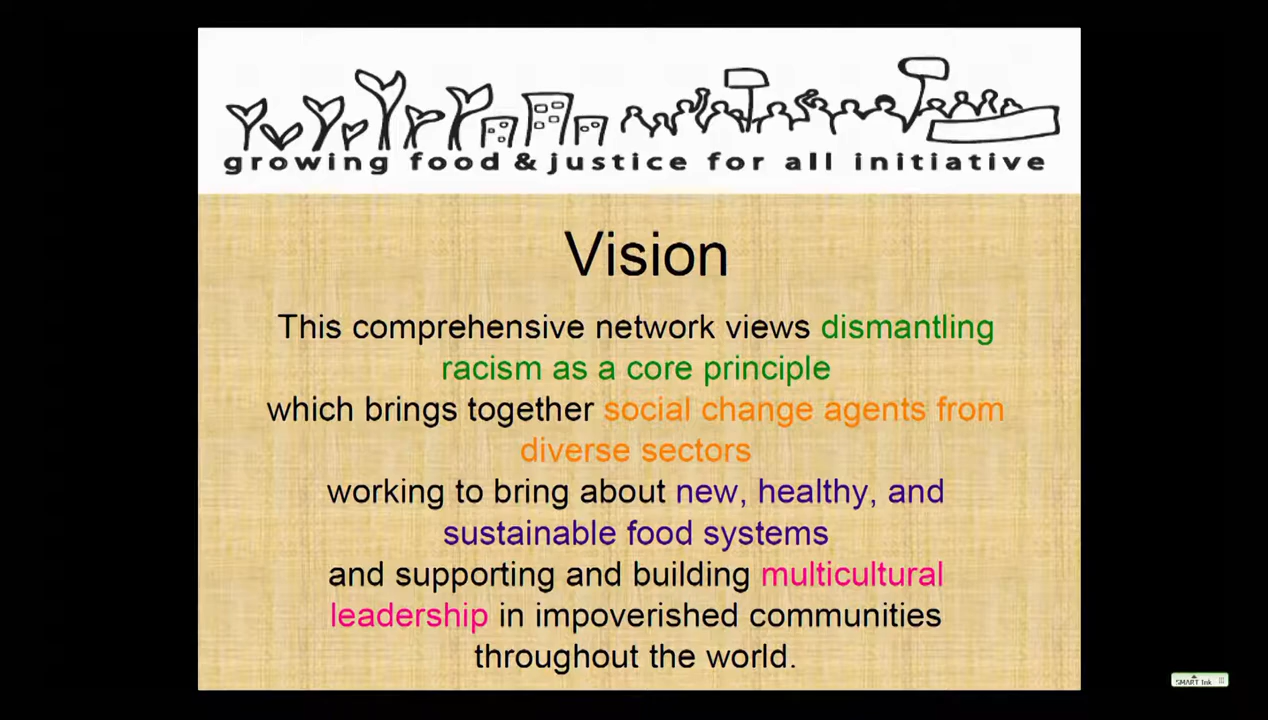 growing food & justice for all initiative
Vision
This comprehensive network views dismantling
racism as a core principle
which brings together social change agents from
diverse sectors
working to bring about new, healthy, and
sustainable food systems
and supporting and building multicultural
leadership in impoverished communities
throughout the world.
SMART Ink